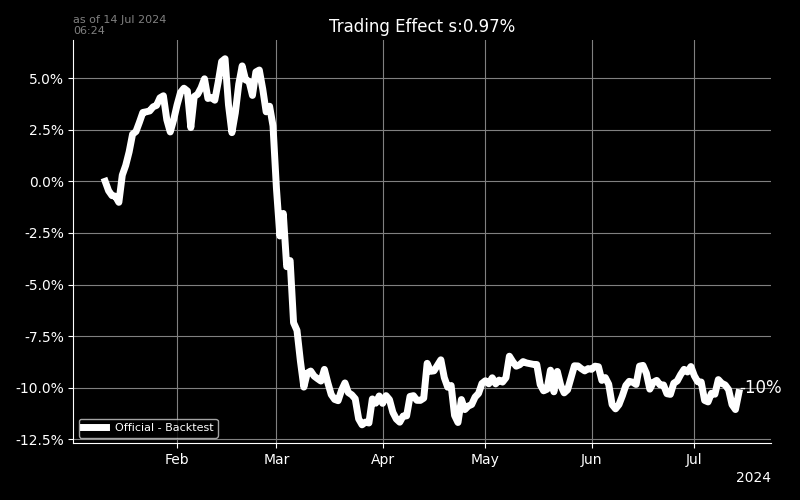 as of 14 Jul 2024
06:24
Trading Effect s:0.97%
5.0%
2.5%
0.0%
-2.5%
-5.0%
-7.5%
-10.0%
-12.5%
-10%
Official - Backtest
Feb
Mar
Apr
May
Jun
Jul
2024